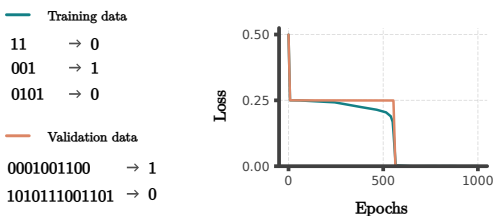 Training data
11 → 0
001 → 1
0101 → 0
Validation data
0001001100 → 1
1010111001101 → 0
Loss
0.50
0.25
0.00
0 500 1000
Epochs